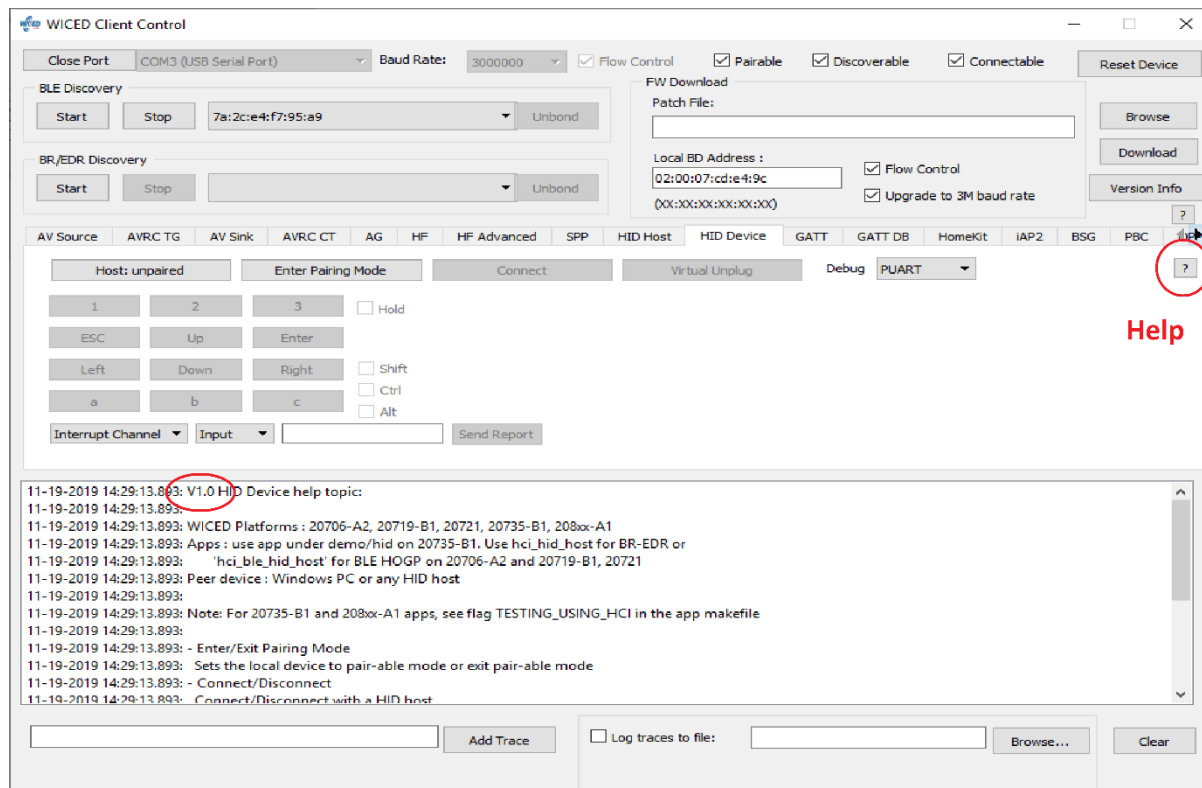 WICED Client Control
Close Port COM3 (USB Serial Port) Baud Rate: 3000000 Flow Control Pairable Discoverable Connectable Reset Device
BLE Discovery
Start Stop 7a:2c:e4:f7:95:a9 Unbond
FW Download
Patch File:
Browse
BR/EDR Discovery
Start Stop Unbond
Local BD Address :
02:00:07:cd:e4:9c
(XX:XX:XX:XX:XX:XX)
Flow Control
Upgrade to 3M baud rate
Download
Version Info
?
AV Source AVRC TG AV Sink AVRC CT AG HF HF Advanced SPP HID Host HID Device GATT GATT DB HomeKit iAP2 BSG PBC
Host: unpaired Enter Pairing Mode Connect Virtual Unplug Debug PUART ?
Help
1 2 3 Hold
ESC Up Enter
Left Down Right Shift
Ctrl
a b c Alt
Interrupt Channel Input Send Report
11-19-2019 14:29:13.893: V1.0 HID Device help topic:
11-19-2019 14:29:13.893:
11-19-2019 14:29:13.893: WICED Platforms : 20706-A2, 20719-B1, 20721, 20735-B1, 208xx-A1
11-19-2019 14:29:13.893: Apps : use app under demo/hid on 20735-B1. Use hci_hid_host for BR-EDR or
11-19-2019 14:29:13.893: 'hci_ble_hid_host' for BLE HOGP on 20706-A2 and 20719-B1, 20721
11-19-2019 14:29:13.893: Peer device : Windows PC or any HID host
11-19-2019 14:29:13.893:
11-19-2019 14:29:13.893: Note: For 20735-B1 and 208xx-A1 apps, see flag TESTING_USING_HCI in the app makefile
11-19-2019 14:29:13.893:
11-19-2019 14:29:13.893: - Enter/Exit Pairing Mode
11-19-2019 14:29:13.893: Sets the local device to pair-able mode or exit pair-able mode
11-19-2019 14:29:13.893: - Connect/Disconnect
11-19-2019 14:29:13.893: Connect/Disconnect with a HID host
Add Trace Log traces to file: Browse... Clear